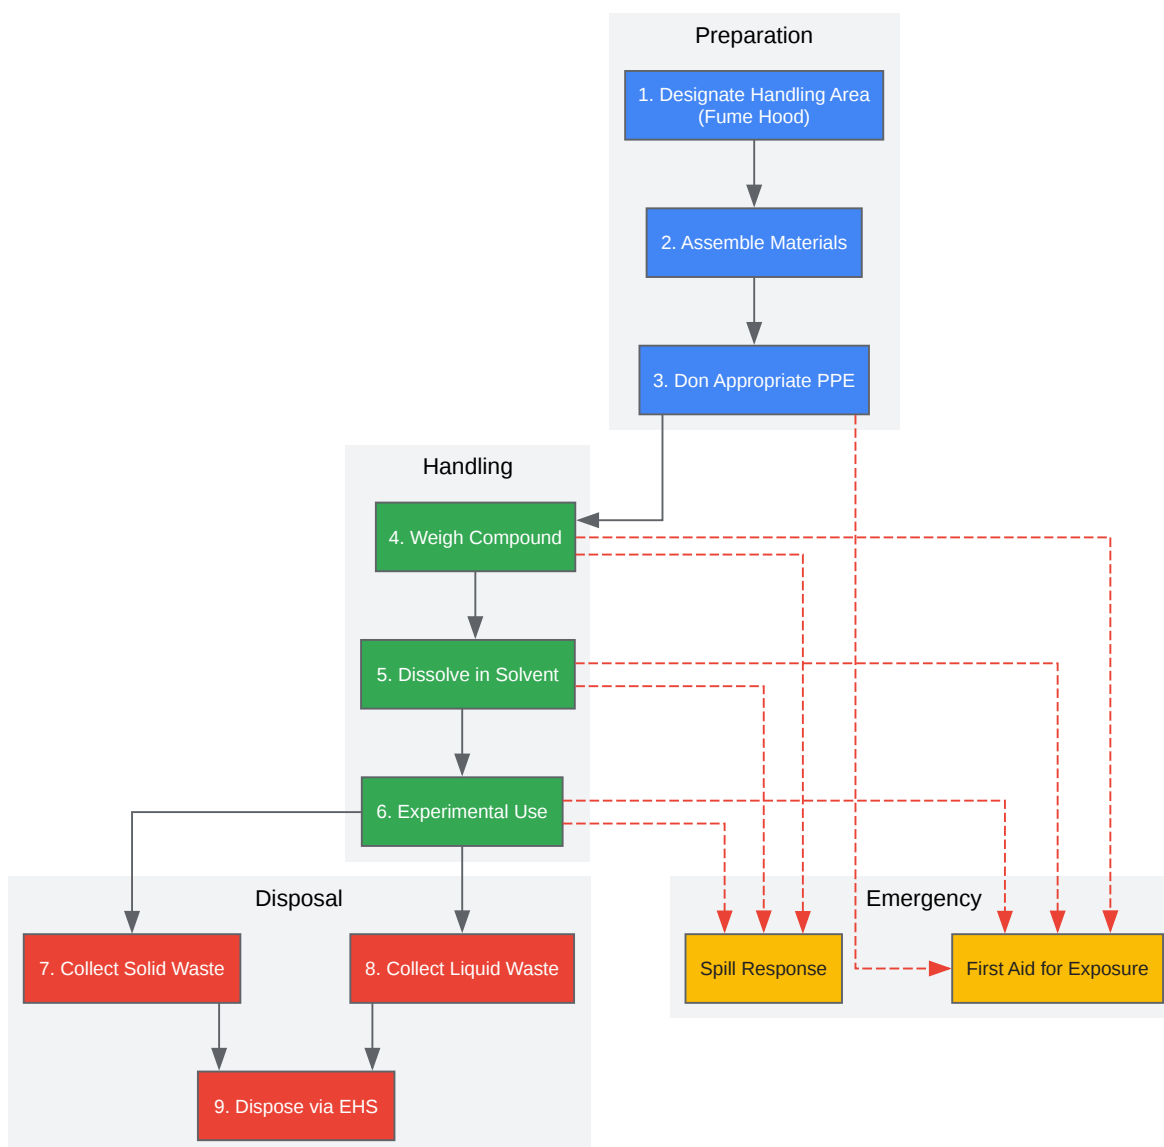 Preparation
1. Designate Handling Area
(Fume Hood)
2. Assemble Materials
3. Don Appropriate PPE
Handling
4. Weigh Compound
5. Dissolve in Solvent
6. Experimental Use
Disposal
7. Collect Solid Waste
8. Collect Liquid Waste
9. Dispose via EHS
Emergency
Spill Response
First Aid for Exposure